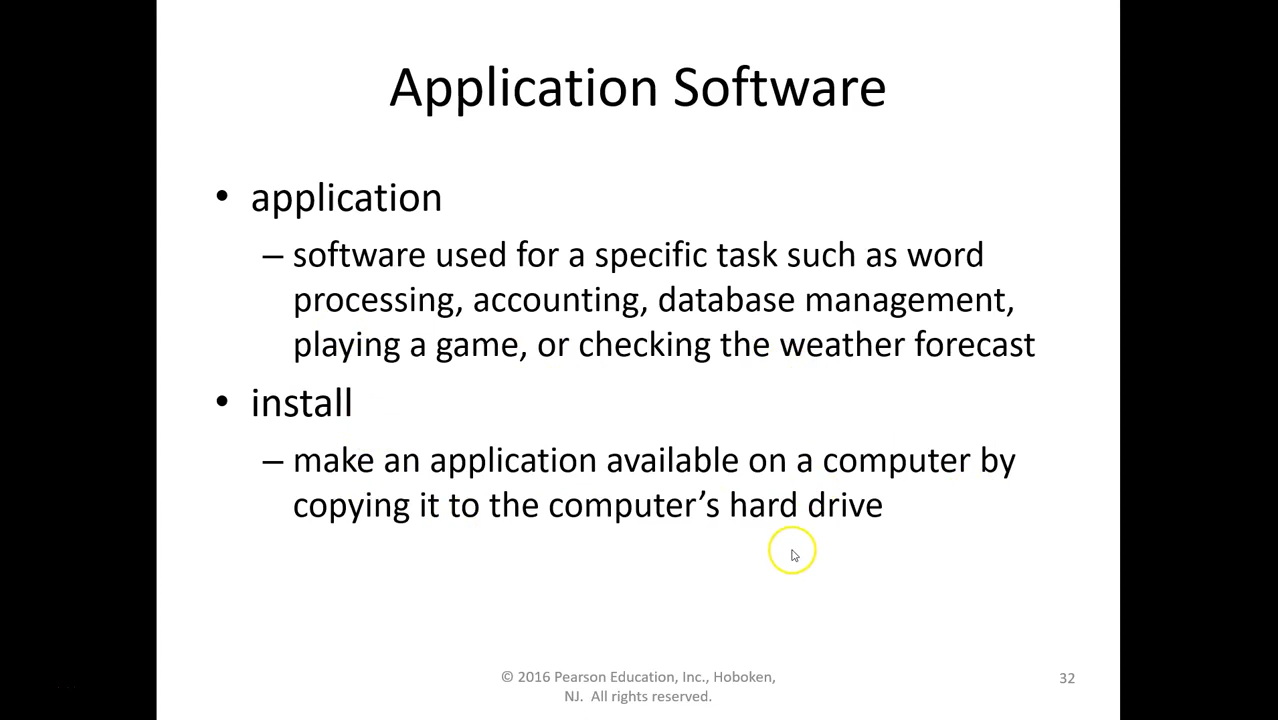 Application Software
• application
– software used for a specific task such as word
processing, accounting, database management,
playing a game, or checking the weather forecast
• install
– make an application available on a computer by
copying it to the computer’s hard drive
© 2016 Pearson Education, Inc., Hoboken,
NJ. All rights reserved.
32